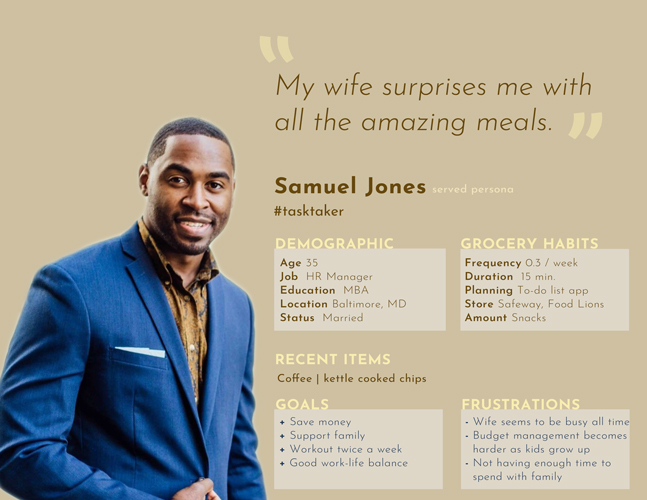 “
My wife surprises me with
all the amazing meals. ”
Samuel Jones served persona
#tasktaker
DEMOGRAPHIC
Age 35
Job HR Manager
Education MBA
Location Baltimore, MD
Status Married
GROCERY HABITS
Frequency 0.3 / week
Duration 15 min.
Planning To-do list app
Store Safeway, Food Lions
Amount Snacks
RECENT ITEMS
Coffee | kettle cooked chips
GOALS
+ Save money
+ Support family
+ Workout twice a week
+ Good work-life balance
FRUSTRATIONS
- Wife seems to be busy all time
- Budget management becomes
harder as kids grow up
- Not having enough time to
spend with family